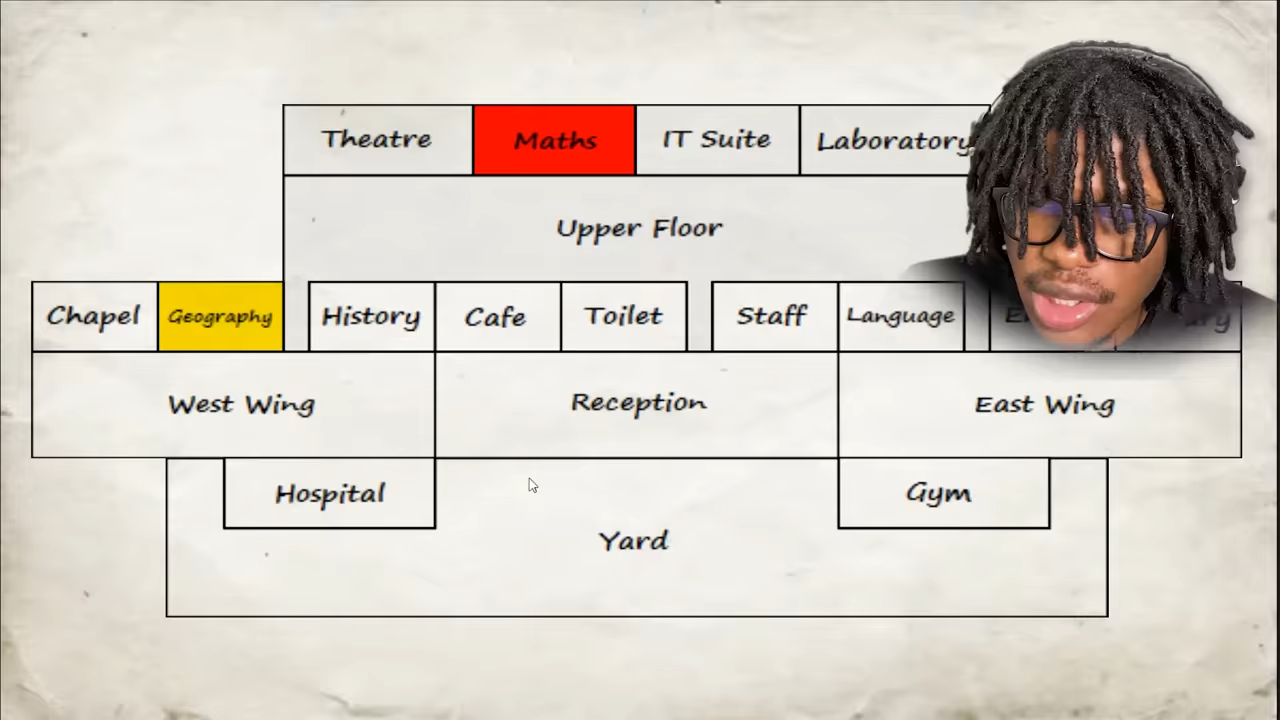 Theatre
Maths
IT Suite
Laboratory
Upper Floor
Chapel
Geography
History
Cafe
Toilet
Staff
Language
West Wing
Reception
East Wing
Hospital
Gym
Yard